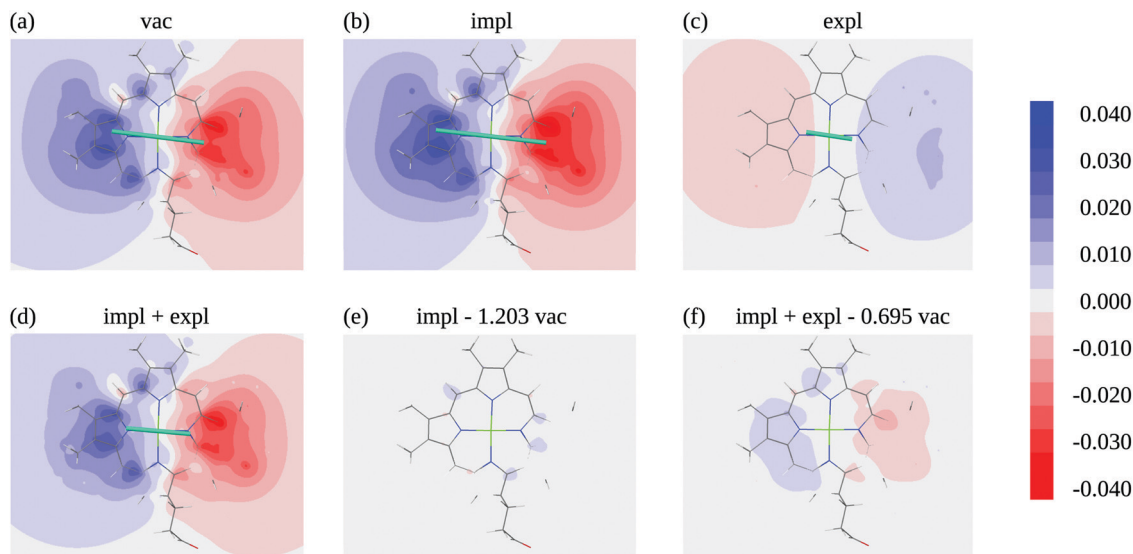 (a) vac
(b) impl
(c) expl
(d) impl + expl
(e) impl - 1.203 vac
(f) impl + expl - 0.695 vac
0.040
0.030
0.020
0.010
0.000
-0.010
-0.020
-0.030
-0.040